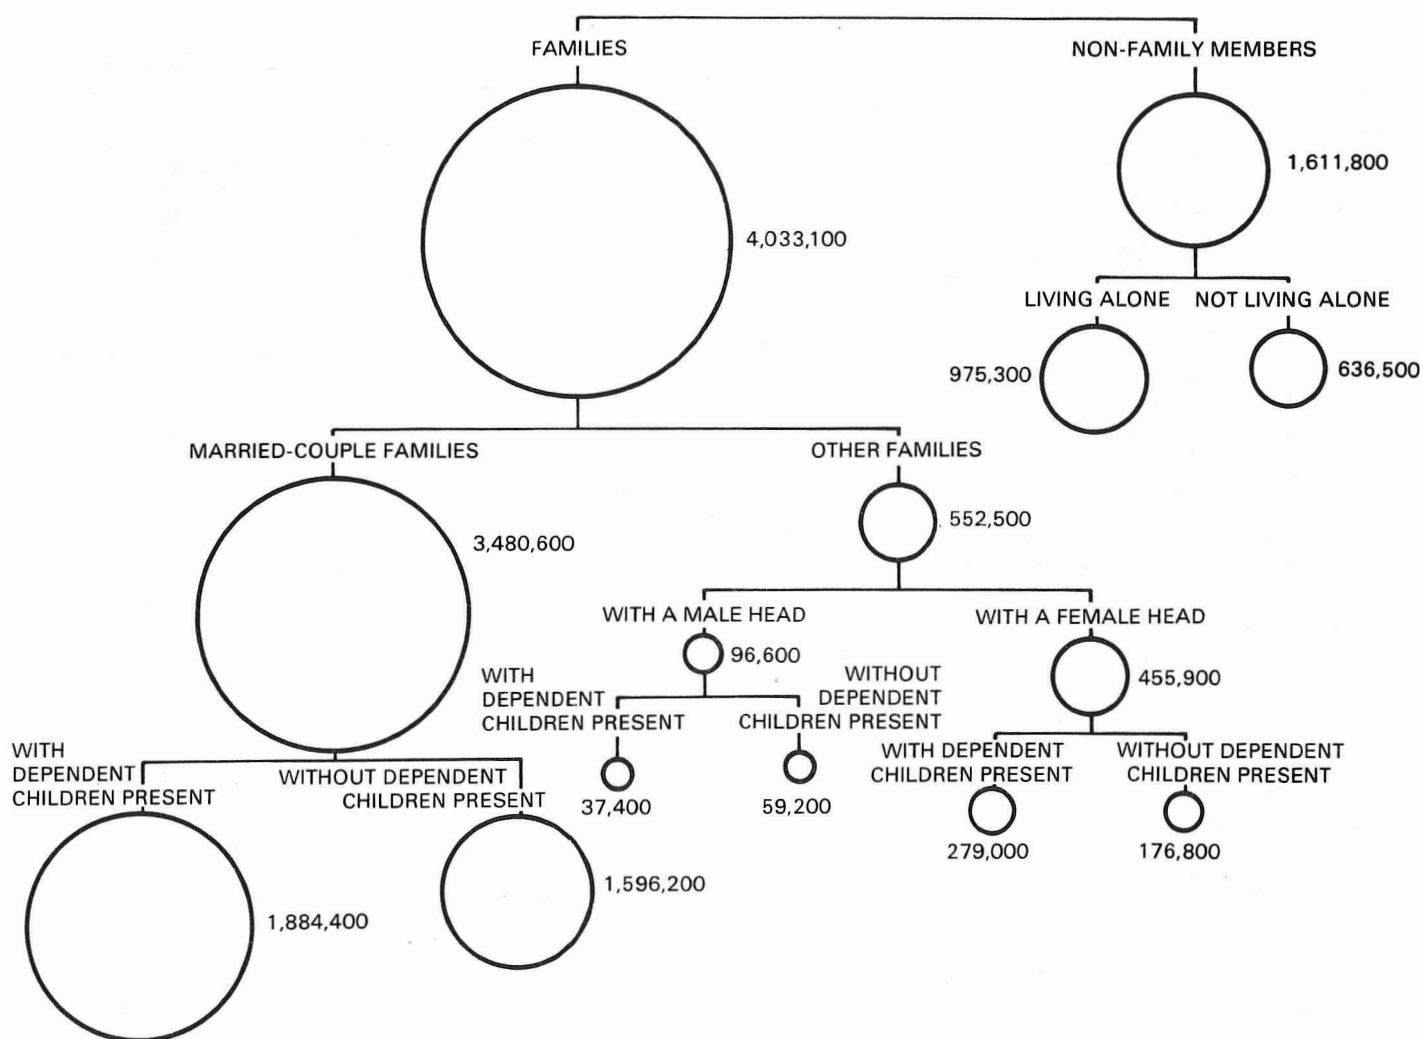 FAMILIES
NON-FAMILY MEMBERS
4,033,100
1,611,800
LIVING ALONE
NOT LIVING ALONE
975,300
636,500
MARRIED-COUPLE FAMILIES
OTHER FAMILIES
3,480,600
552,500
WITH A MALE HEAD
WITH A FEMALE HEAD
96,600
455,900
WITH
DEPENDENT
CHILDREN PRESENT
WITHOUT
DEPENDENT
CHILDREN PRESENT
37,400
59,200
WITH DEPENDENT
CHILDREN PRESENT
WITHOUT DEPENDENT
CHILDREN PRESENT
279,000
176,800
WITH
DEPENDENT
CHILDREN PRESENT
WITHOUT DEPENDENT
CHILDREN PRESENT
1,884,400
1,596,200